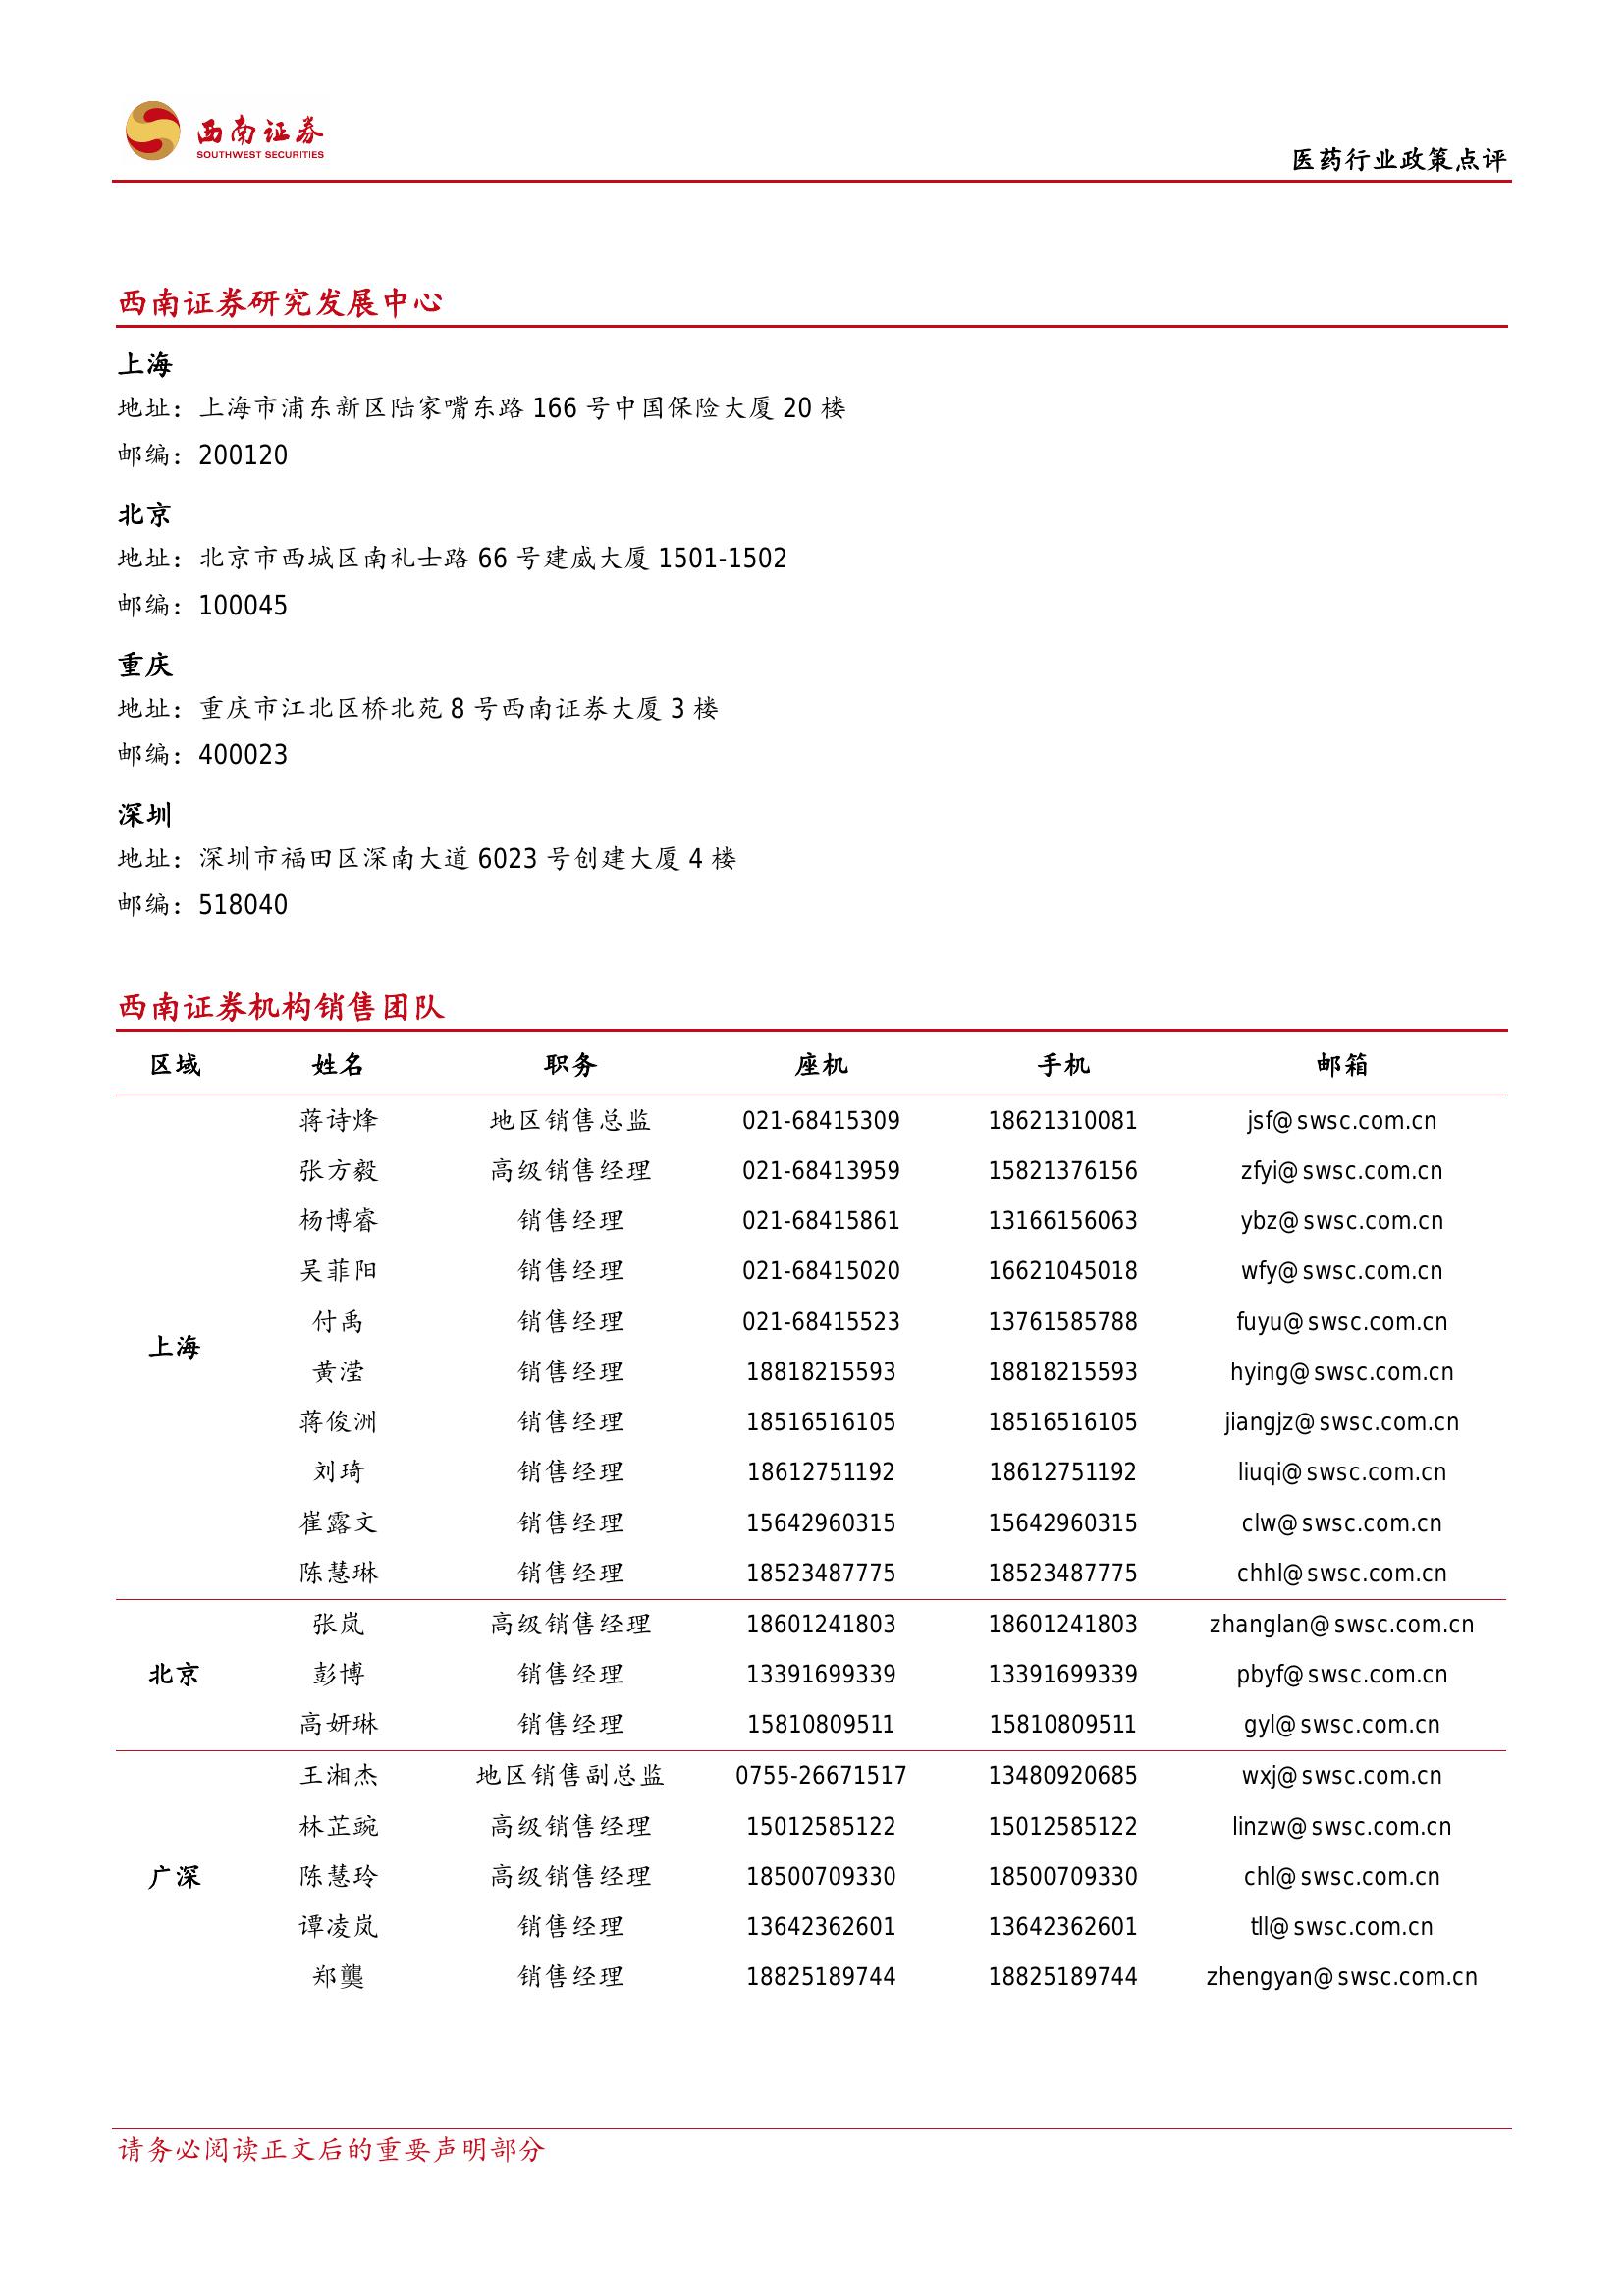 西南证券
SOUTHWEST SECURITIES
医药行业政策点评
西南证券研究发展中心
上海
地址：上海市浦东新区陆家嘴东路 166 号中国保险大厦 20 楼
邮编：200120
北京
地址：北京市西城区南礼士路 66 号建威大厦 1501-1502
邮编：100045
重庆
地址：重庆市江北区桥北苑 8 号西南证券大厦 3 楼
邮编：400023
深圳
地址：深圳市福田区深南大道 6023 号创建大厦 4 楼
邮编：518040
西南证券机构销售团队
区域 姓名 职务 座机 手机 邮箱
蒋诗烽 地区销售总监 021-68415309 18621310081 jsf@swsc.com.cn
张方毅 高级销售经理 021-68413959 15821376156 zfyi@swsc.com.cn
杨博睿 销售经理 021-68415861 13166156063 ybz@swsc.com.cn
吴菲阳 销售经理 021-68415020 16621045018 wfy@swsc.com.cn
付禹 销售经理 021-68415523 13761585788 fuyu@swsc.com.cn
上海
黄滢 销售经理 18818215593 18818215593 hying@swsc.com.cn
蒋俊洲 销售经理 18516516105 18516516105 jiangjz@swsc.com.cn
刘琦 销售经理 18612751192 18612751192 liuqi@swsc.com.cn
崔露文 销售经理 15642960315 15642960315 clw@swsc.com.cn
陈慧琳 销售经理 18523487775 18523487775 chhl@swsc.com.cn
张岚 高级销售经理 18601241803 18601241803 zhanglan@swsc.com.cn
北京 彭博 销售经理 13391699339 13391699339 pbyf@swsc.com.cn
高妍琳 销售经理 15810809511 15810809511 gyl@swsc.com.cn
王湘杰 地区销售副总监 0755-26671517 13480920685 wxj@swsc.com.cn
林芷豌 高级销售经理 15012585122 15012585122 linzw@swsc.com.cn
广深 陈慧玲 高级销售经理 18500709330 18500709330 chl@swsc.com.cn
谭凌岚 销售经理 13642362601 13642362601 tll@swsc.com.cn
郑龑 销售经理 18825189744 18825189744 zhengyan@swsc.com.cn
请务必阅读正文后的重要声明部分